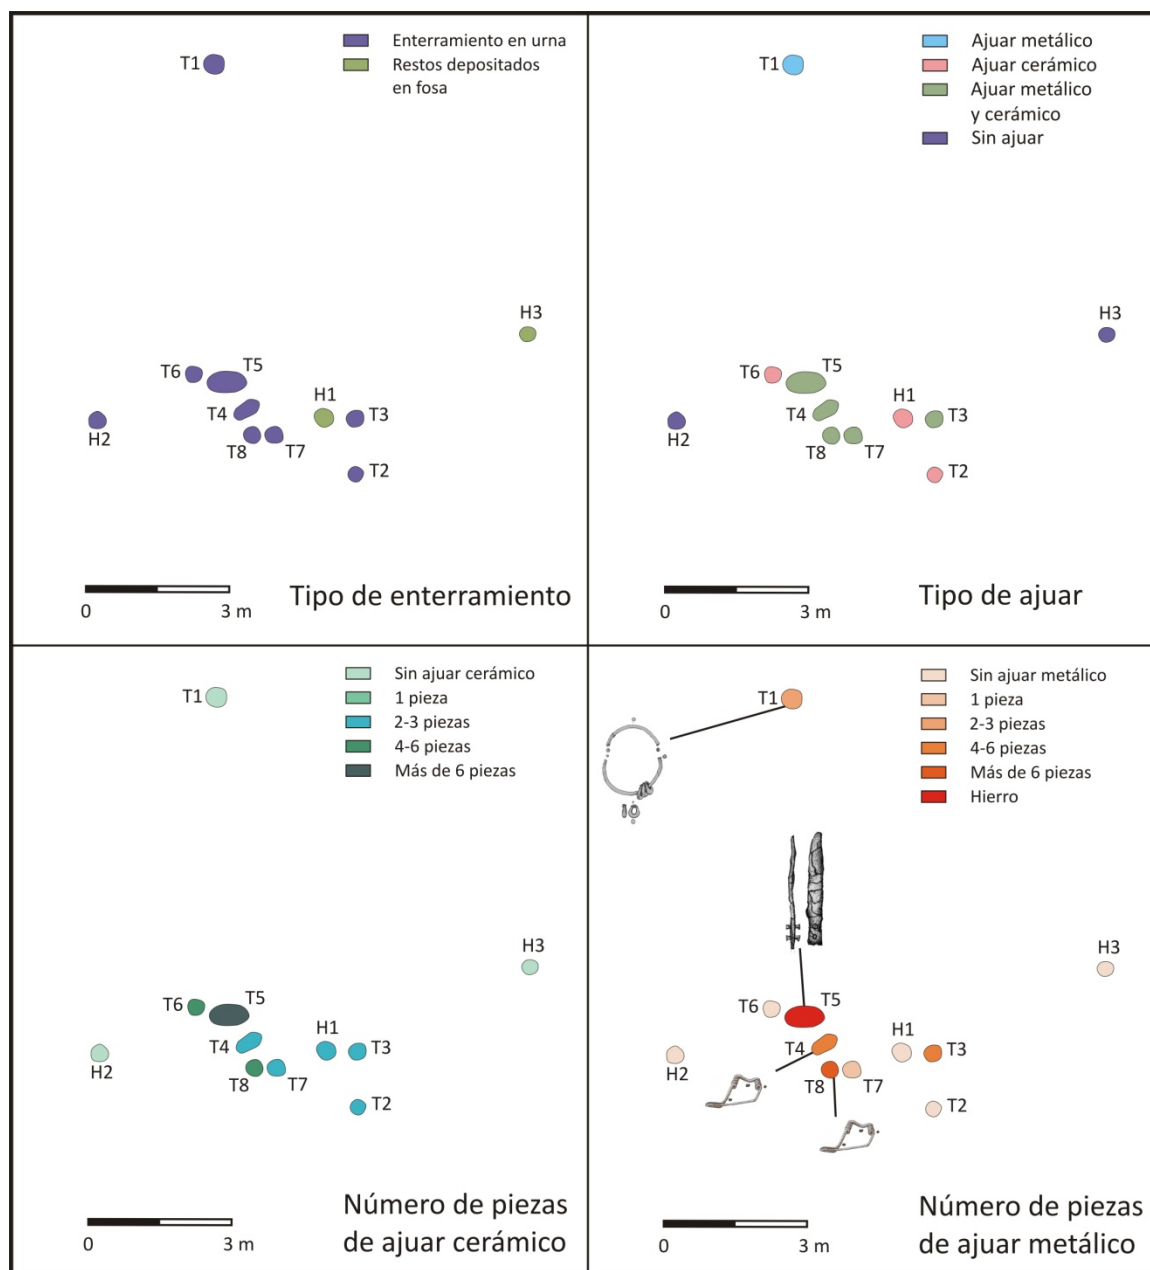 T1
Enterramiento en urna
Restos depositados
en fosa
H3
T6
T5
T4
H1
T3
H2
T8
T7
T2
0
3 m
Tipo de enterramiento
T1
Ajuar metálico
Ajuar cerámico
Ajuar metálico
y cerámico
Sin ajuar
H3
T6
T5
T4
H1
T3
H2
T8
T7
T2
0
3 m
Tipo de ajuar
T1
Sin ajuar cerámico
1 pieza
2-3 piezas
4-6 piezas
Más de 6 piezas
H3
T6
T5
T4
H1
T3
H2
T8
T7
T2
0
3 m
Número de piezas
de ajuar cerámico
T1
Sin ajuar metálico
1 pieza
2-3 piezas
4-6 piezas
Más de 6 piezas
Hierro
H3
T6
T5
T4
H1
T3
H2
T8
T7
T2
0
3 m
Número de piezas
de ajuar metálico